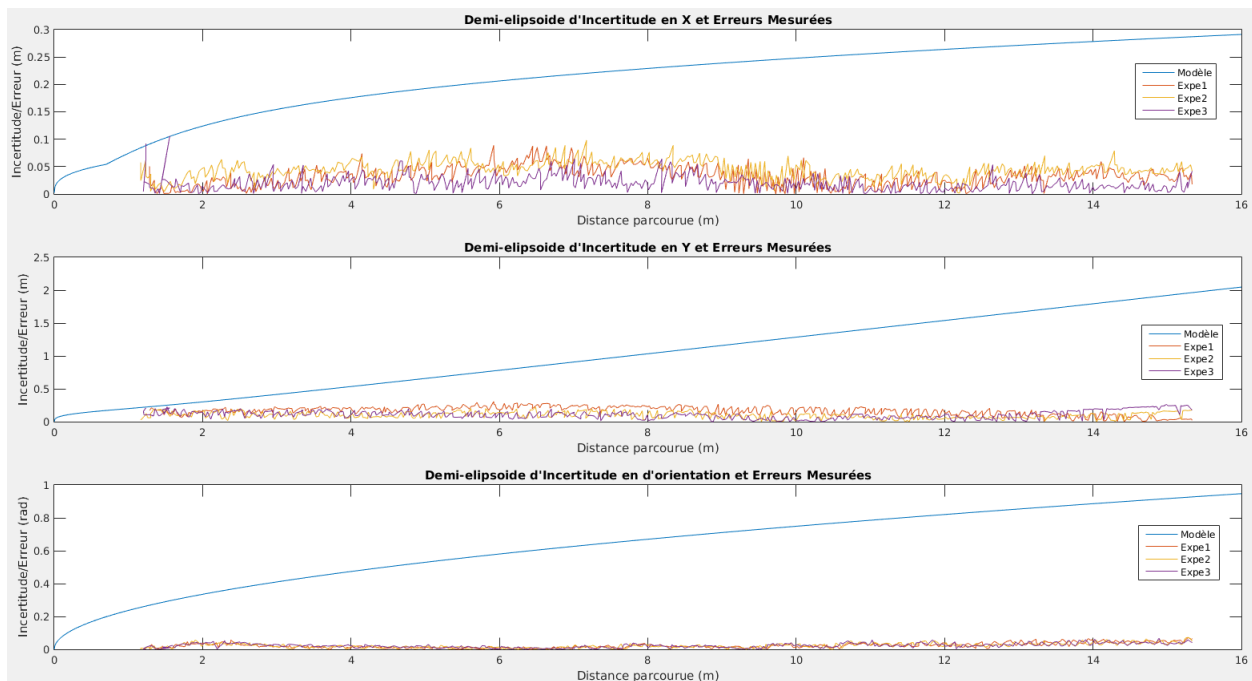 Demi-elipsoide d'Incertitude en X et Erreurs Mesurées
Incertitude/Erreur (m)
0.3
0.25
0.2
0.15
0.1
0.05
0
0 2 4 6 8 10 12 14 16
Distance parcourue (m)
Modèle
Expe1
Expe2
Expe3
Demi-elipsoide d'Incertitude en Y et Erreurs Mesurées
Incertitude/Erreur (m)
2.5
2
1.5
1
0.5
0
0 2 4 6 8 10 12 14 16
Distance parcourue (m)
Modèle
Expe1
Expe2
Expe3
Demi-elipsoide d'Incertitude en d'orientation et Erreurs Mesurées
Incertitude/Erreur (rad)
1
0.8
0.6
0.4
0.2
0
0 2 4 6 8 10 12 14 16
Distance parcourue (m)
Modèle
Expe1
Expe2
Expe3